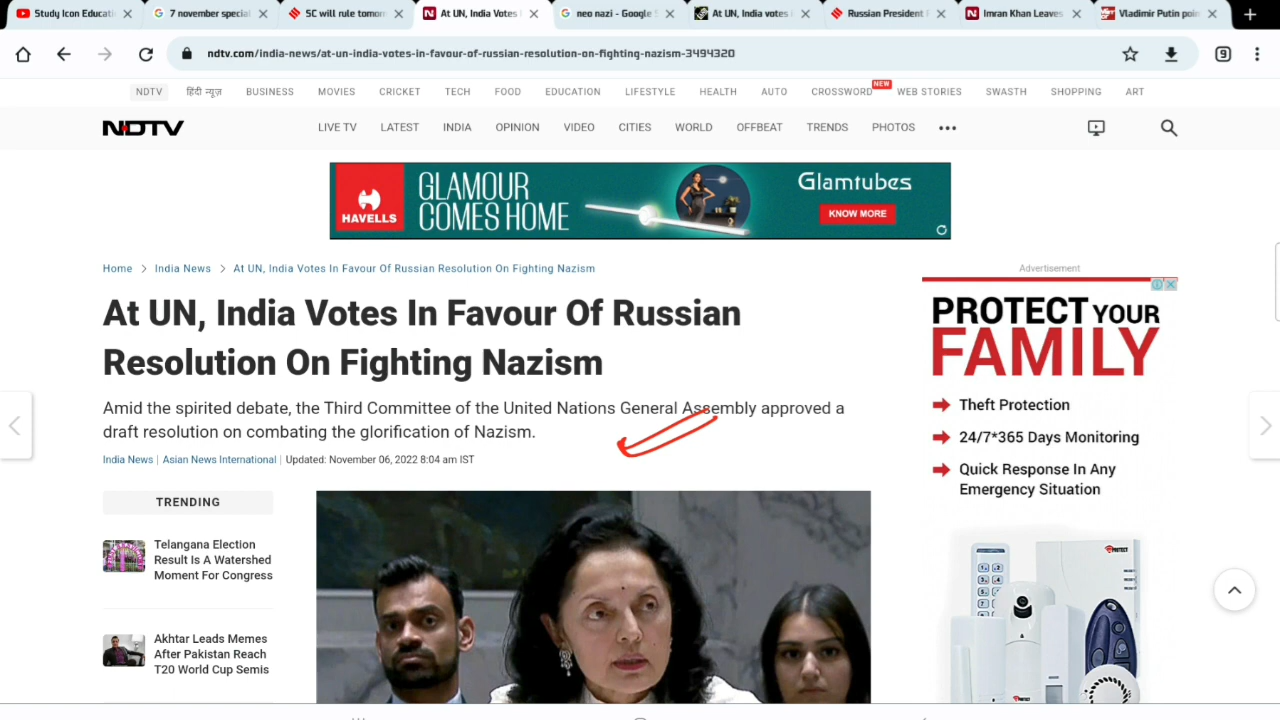 Study Icon Educati
7 november special
SC will rule tomorr
At UN, India Votes I
neo nazi - Google S
At UN, India votes i
Russian President P
Imran Khan Leaves
Vladimir Putin poin
ndtv.com/india-news/at-un-india-votes-in-favour-of-russian-resolution-on-fighting-nazism-3494320
9
NDTV हिंदी न्यूज़ BUSINESS MOVIES CRICKET TECH FOOD EDUCATION LIFESTYLE HEALTH AUTO CROSSWORD NEW WEB STORIES SWASTH SHOPPING ART
NDTV LIVE TV LATEST INDIA OPINION VIDEO CITIES WORLD OFFBEAT TRENDS PHOTOS
HAVELLS
GLAMOUR
COMES HOME
Glamtubes
KNOW MORE
Home > India News > At UN, India Votes In Favour Of Russian Resolution On Fighting Nazism
At UN, India Votes In Favour Of Russian
Resolution On Fighting Nazism
Amid the spirited debate, the Third Committee of the United Nations General Assembly approved a
draft resolution on combating the glorification of Nazism.
India News | Asian News International | Updated: November 06, 2022 8:04 am IST
TRENDING
Telangana Election
Result Is A Watershed
Moment For Congress
Akhtar Leads Memes
After Pakistan Reach
T20 World Cup Semis
Advertisement
PROTECT YOUR
FAMILY
Theft Protection
24/7*365 Days Monitoring
Quick Response In Any
Emergency Situation